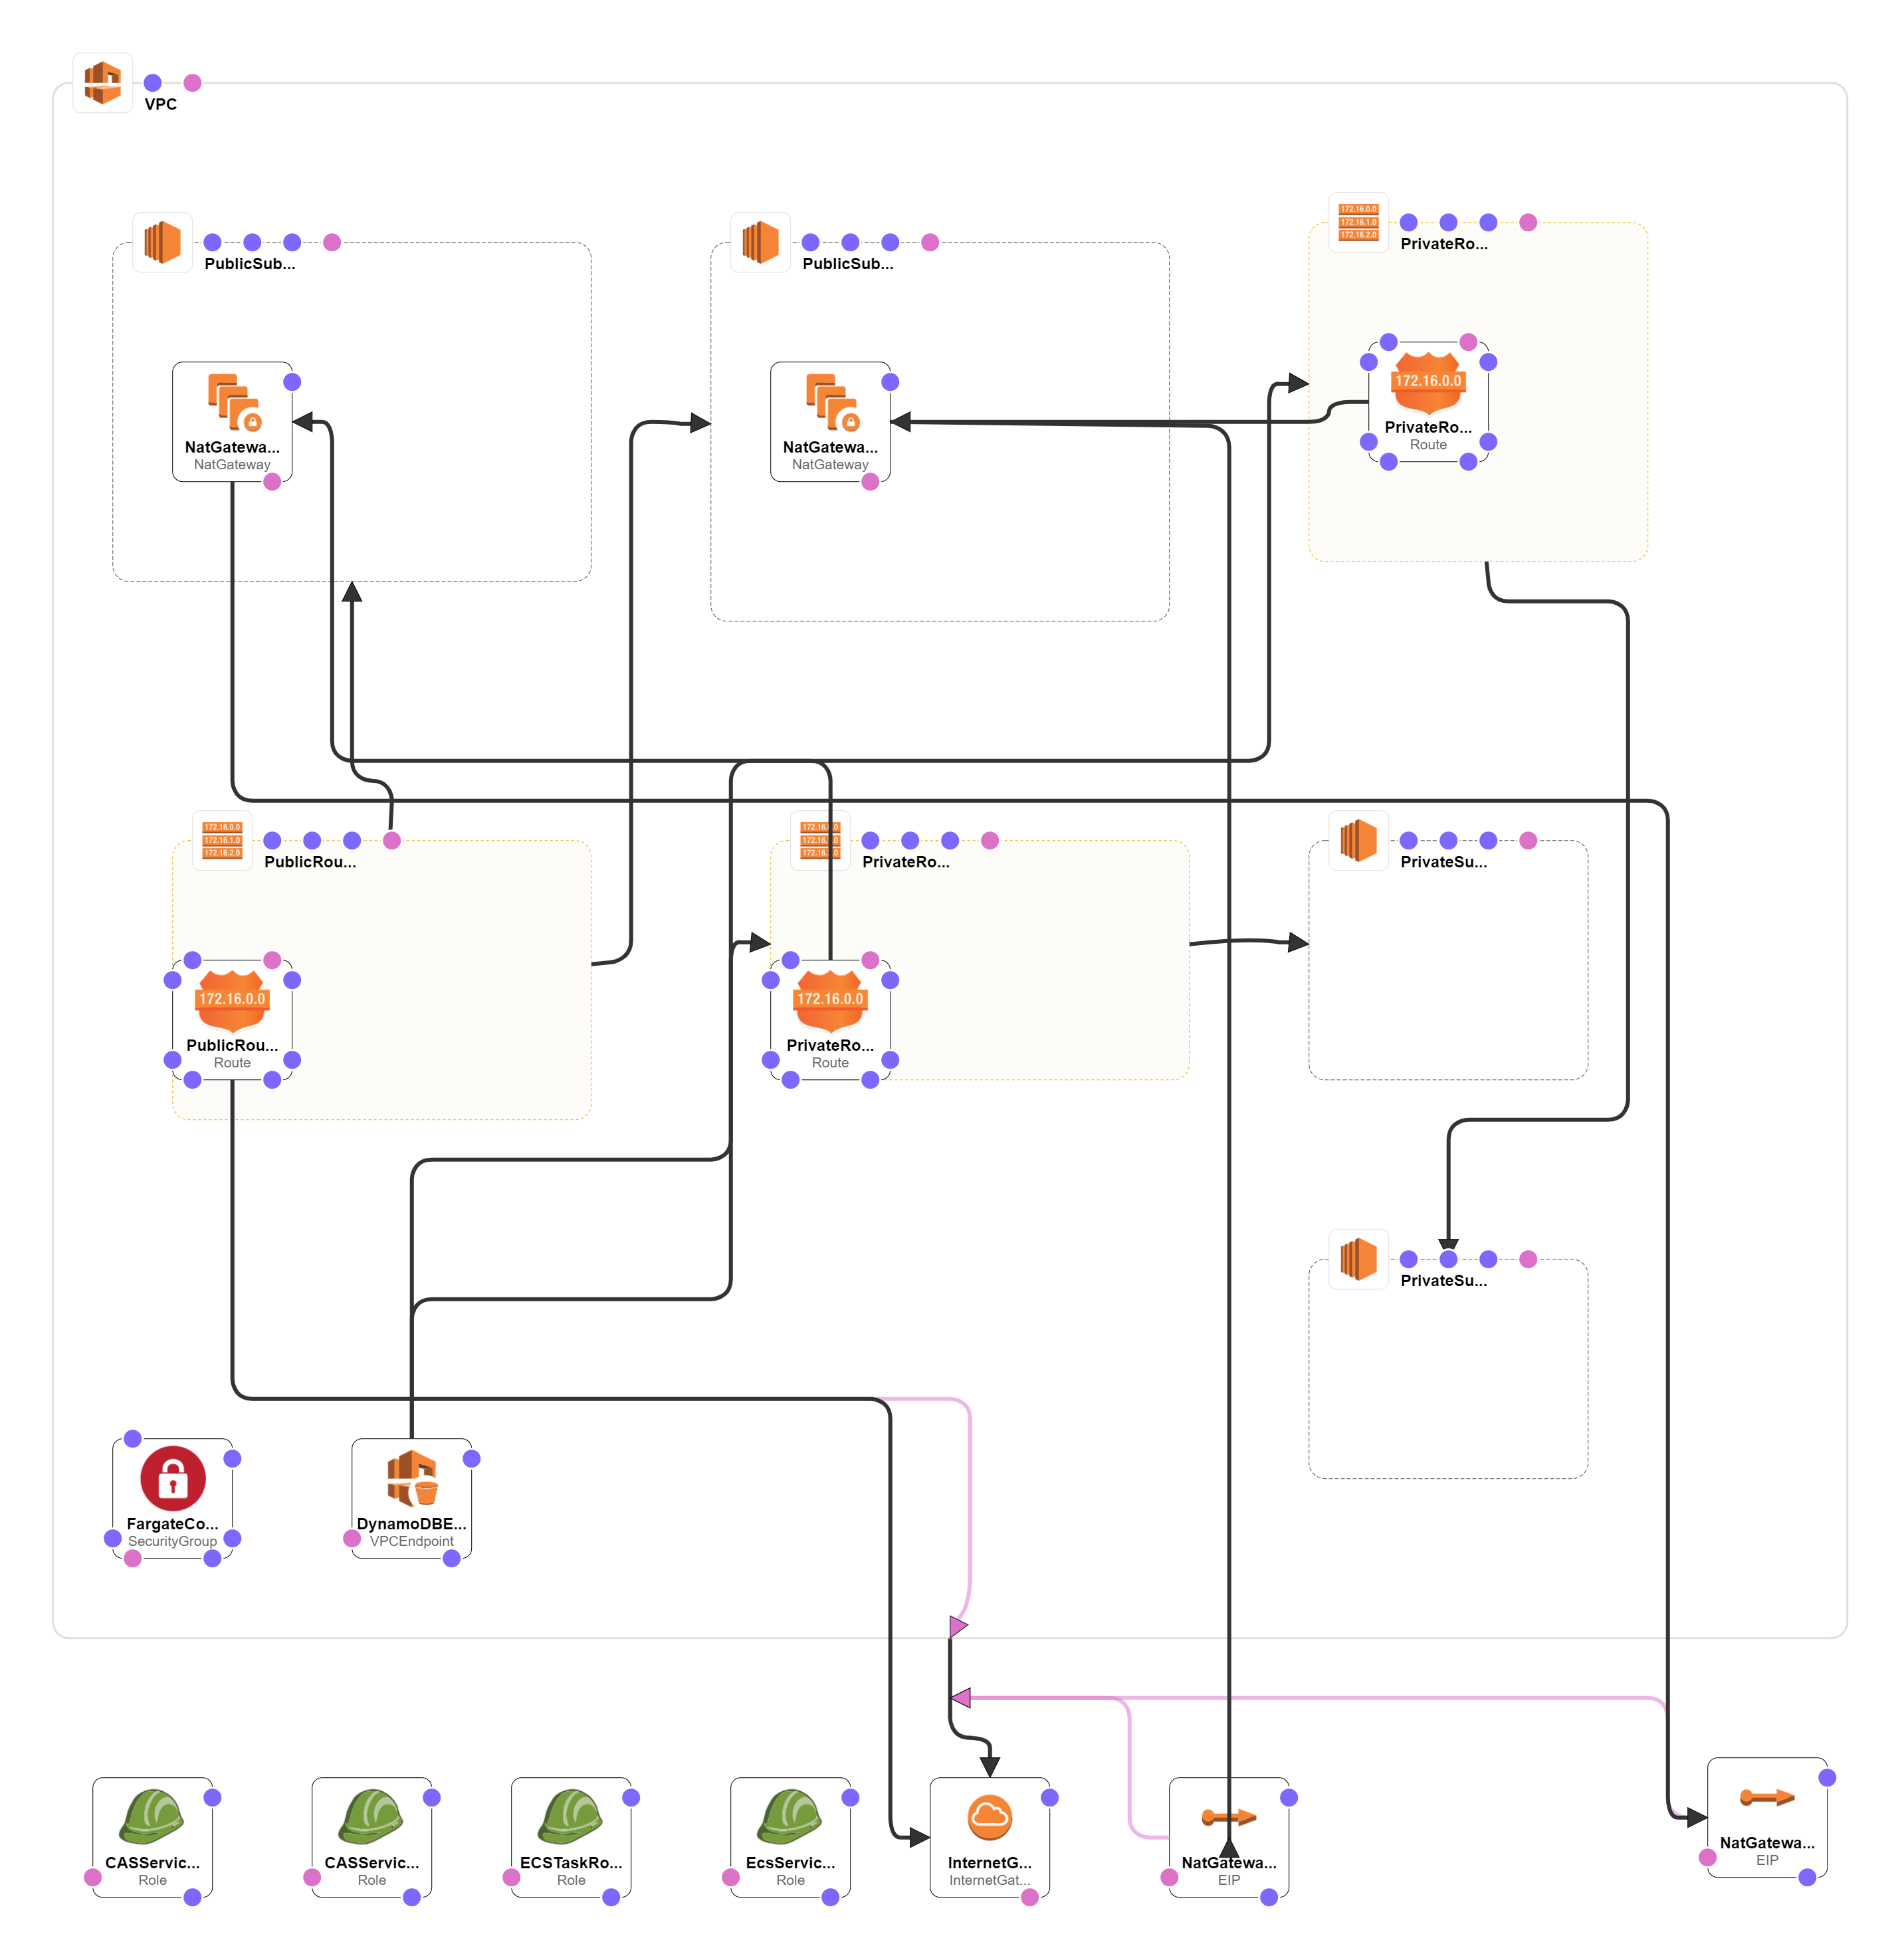 VPC
PublicSub...
PublicSub...
172.16.0.0
172.16.1.0
172.16.2.0
PrivateRo...
NatGatewa...
NatGateway
NatGatewa...
NatGateway
172.16.0.0
PrivateRo...
Route
172.16.0.0
172.16.1.0
172.16.2.0
PublicRou...
PrivateRo...
PrivateSu...
172.16.0.0
PublicRou...
Route
172.16.0.0
PrivateRo...
Route
PrivateSu...
FargateCo...
SecurityGroup
DynamoDBE...
VPCEndpoint
CASServic...
Role
CASServic...
Role
ECSTaskRo...
Role
EcsServic...
Role
InternetG...
InternetGat...
NatGatewa...
EIP
NatGatewa...
EIP